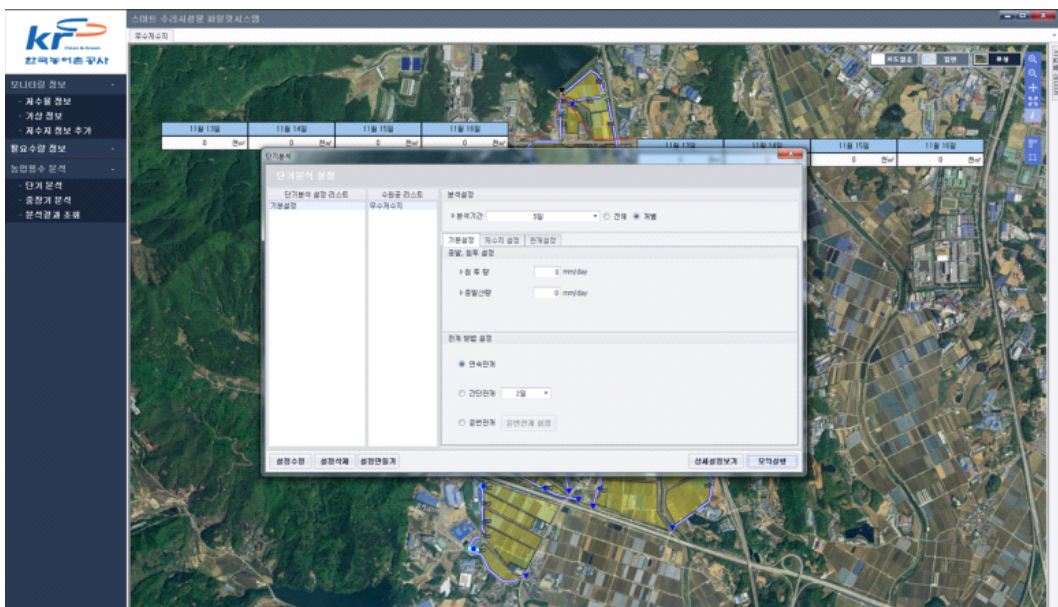 스마트 수리시설물 파일럿시스템
무수저수지
kr
Clean & Green
한국농어촌공사
모니터링 정보 -
· 저수율 정보
· 기상 정보
· 저수지 정보 추가
필요수량 정보 -
농업용수 분석 -
· 단기 분석
· 중장기 분석
· 분석결과 조회
지도없음 일반 위성
11월 13일 11월 14일 11월 15일 11월 16일
0 천㎥ 0 천㎥ 0 천㎥ 0 천㎥
11월 13일 11월 14일 11월 15일 11월 16일
0 천㎥ 0 천㎥
단기분석
단기분석 설정
단기분석 설정 리스트 수원공 리스트 분석설정
기본설정 무수저수지
분석기간 5일 전체 개별
기본설정 저수지 설정 관개설정
증발, 침투 설정
침 투 량 6 mm/day
증발산량 0 mm/day
관개 방법 설정
연속관개
간단관개 2일
윤번관개 윤번관개 설정
설정수정 설정삭제 설정만들기 상세설정보기 모의실행